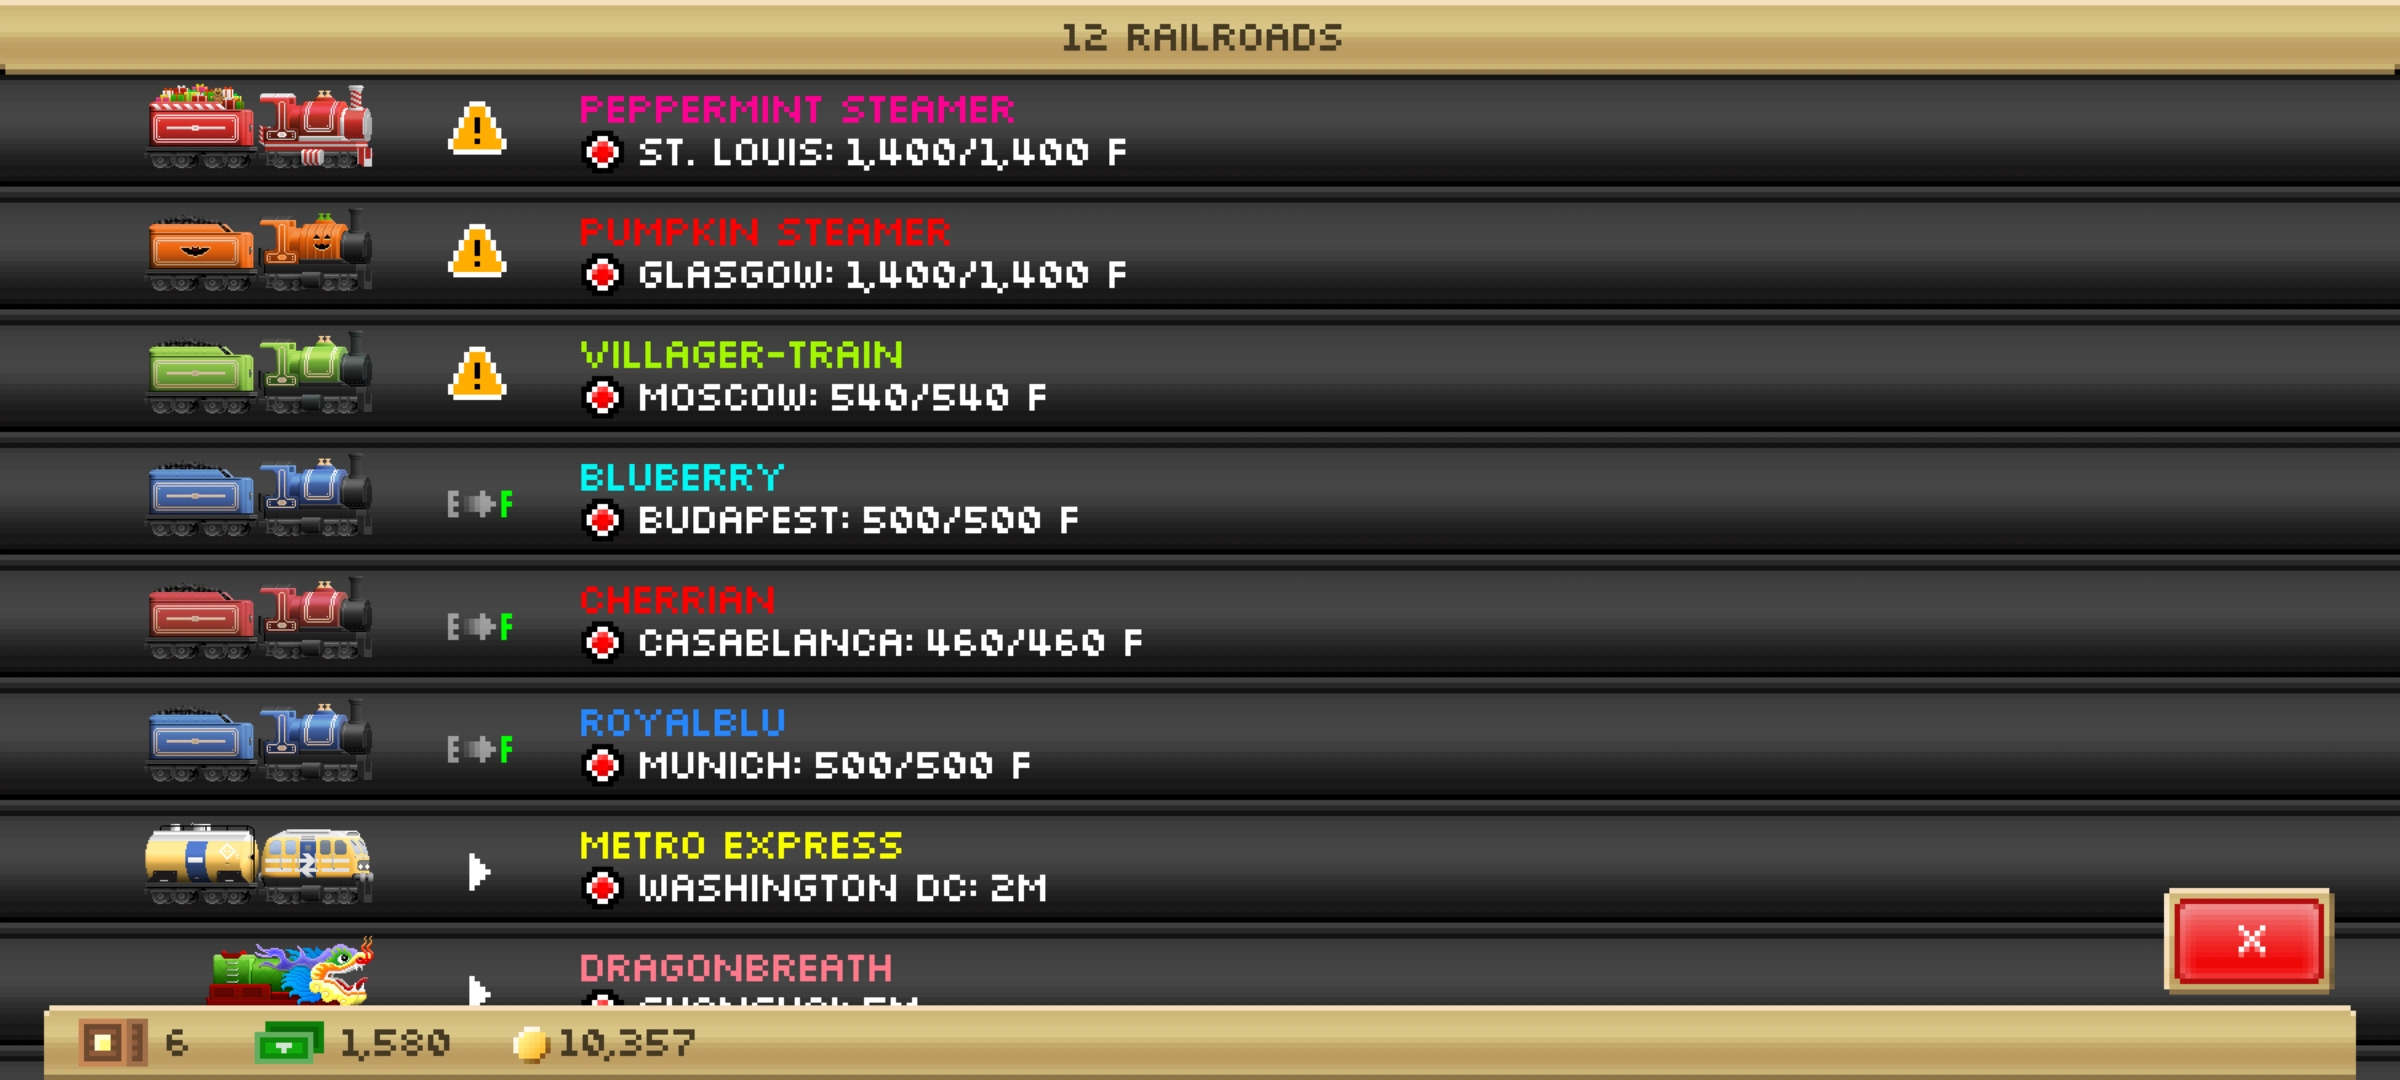 12 RAILROADS
PEPPERMINT STEAMER
ST. LOUIS: 1,400/1,400 F
PUMPKIN STEAMER
GLASGOW: 1,400/1,400 F
VILLAGER-TRAIN
MOSCOW: 540/540 F
BLUBERRY
E F
BUDAPEST: 500/500 F
CHERRIAN
E F
CASABLANCA: 460/460 F
ROYALBLU
E F
MUNICH: 500/500 F
METRO EXPRESS
WASHINGTON DC: 2M
DRAGONBREATH
X
6 1,580 10,357